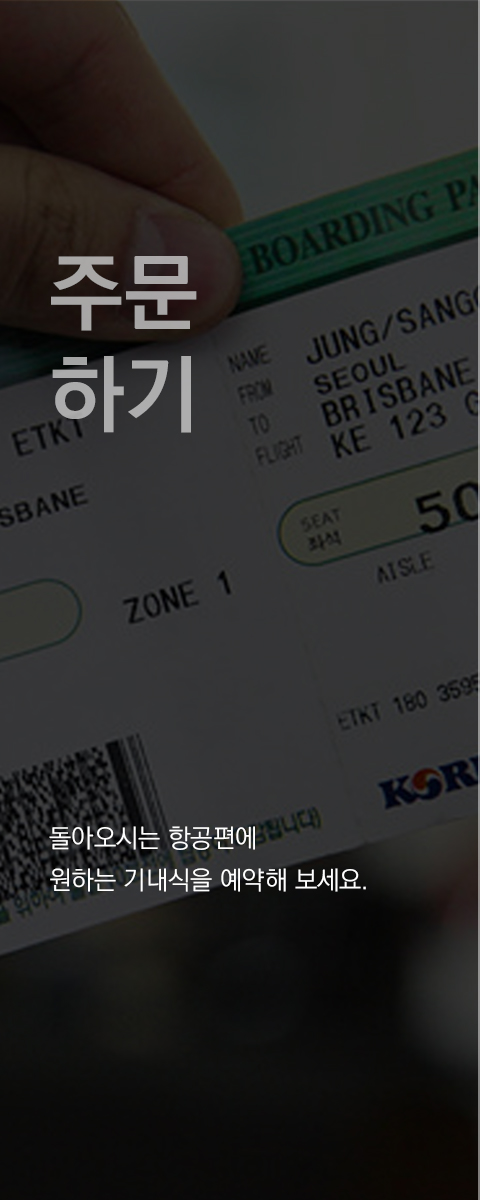 BOARDING PA
주문
하기
NAME JUNG/SANG
FROM SEOUL
TO BRISBANE
FLIGHT KE 123
ETKT
SBANE
SEAT
좌석
50
AISLE
ZONE 1
ETKT 180 3595
돌아오시는 항공편에
원하는 기내식을 예약해 보세요.